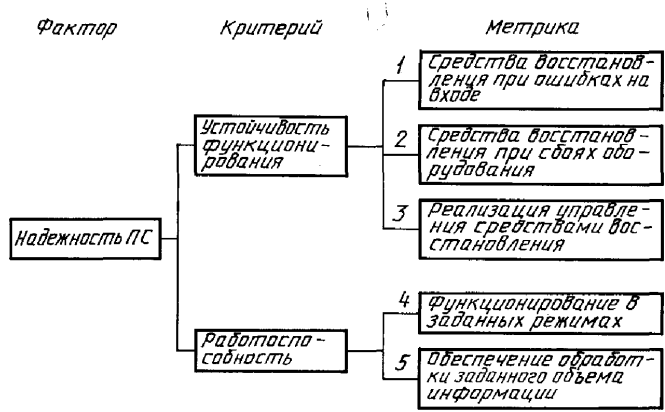 Фактор Критерий Метрика
1 Средства восстанов-
ления при ошибках на
входе
Устойчивость
функциони-
рования
2 Средства восстанов-
ления при сбоях обо-
рудования
3 Реализация управле-
ния средствами вос-
становления
Надежность ПС
4 Функционирование в
заданных режимах
Работоспо-
собность
5 Обеспечение обработ-
ки заданного объема
информации